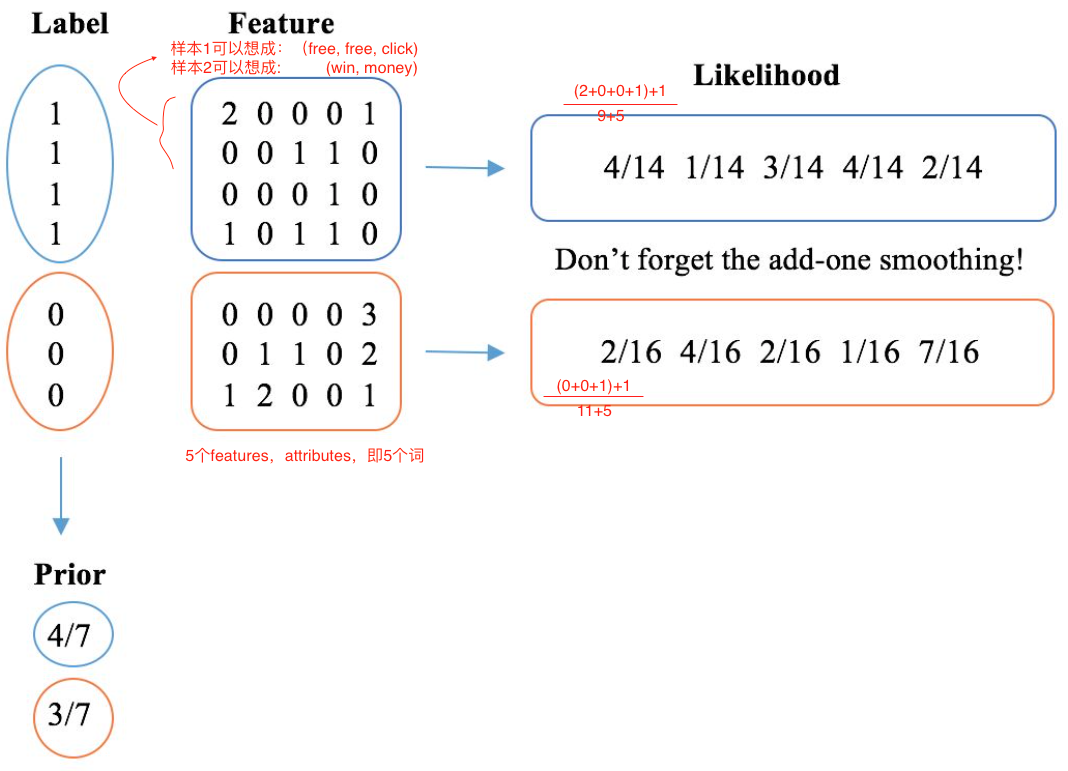 Label
Feature
样本1可以想成： (free, free, click)
样本2可以想成: (win, money)
1
1
1
1
2 0 0 0 1
0 0 1 1 0
0 0 0 1 0
1 0 1 1 0
Likelihood
(2+0+0+1)+1
9+5
4/14 1/14 3/14 4/14 2/14
Don’t forget the add-one smoothing!
0
0
0
0 0 0 0 3
0 1 1 0 2
1 2 0 0 1
2/16 4/16 2/16 1/16 7/16
(0+0+1)+1
11+5
5个features，attributes，即5个词
Prior
4/7
3/7